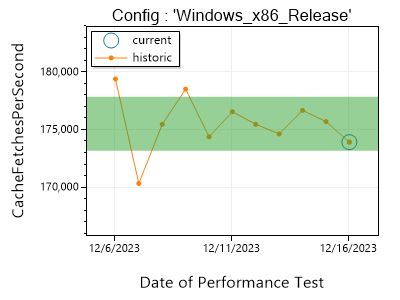 Config : 'Windows_x86_Release'
current
historic
CacheFetchesPerSecond
180,000
175,000
170,000
12/6/2023
12/11/2023
12/16/2023
Date of Performance Test